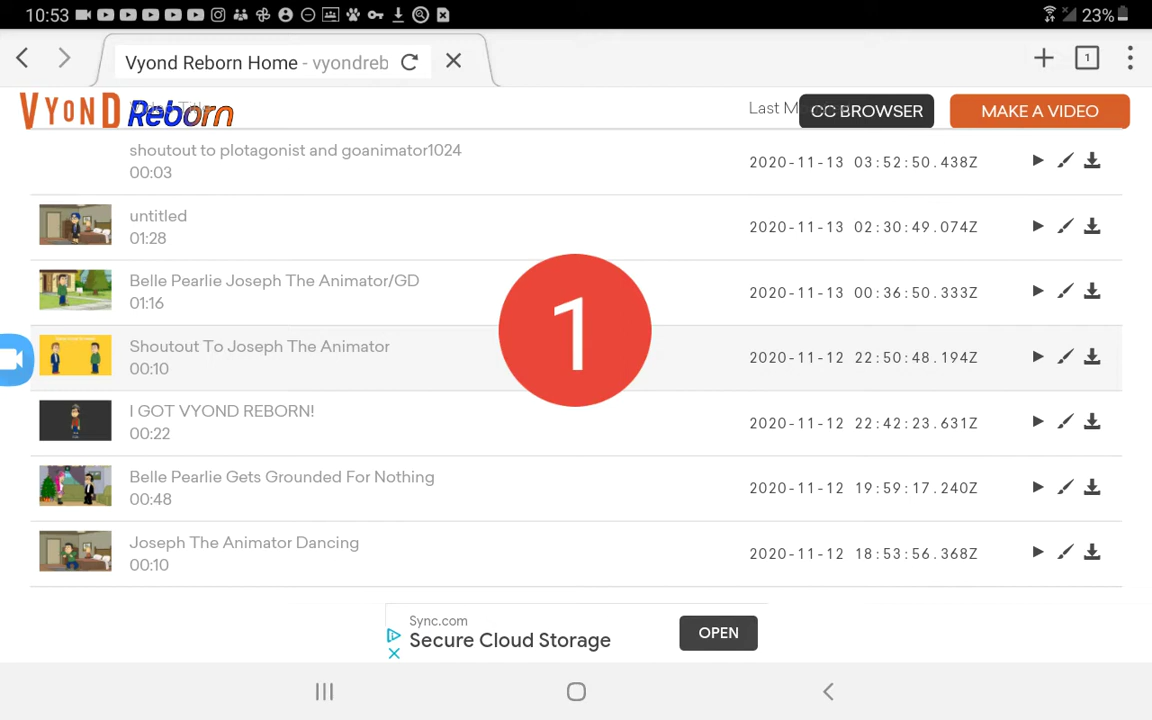 10:53
23%
Vyond Reborn Home - vyondreb
1
VYOND Reborn
Video Title
Last M
CC BROWSER
MAKE A VIDEO
shoutout to plotagonist and goanimator1024
00:03
2020-11-13 03:52:50.438Z
untitled
01:28
2020-11-13 02:30:49.074Z
Belle Pearlie Joseph The Animator/GD
01:16
2020-11-13 00:36:50.333Z
1
Shoutout To Joseph The Animator
00:10
2020-11-12 22:50:48.194Z
I GOT VYOND REBORN!
00:22
2020-11-12 22:42:23.631Z
Belle Pearlie Gets Grounded For Nothing
00:48
2020-11-12 19:59:17.240Z
Joseph The Animator Dancing
00:10
2020-11-12 18:53:56.368Z
Sync.com
Secure Cloud Storage
OPEN